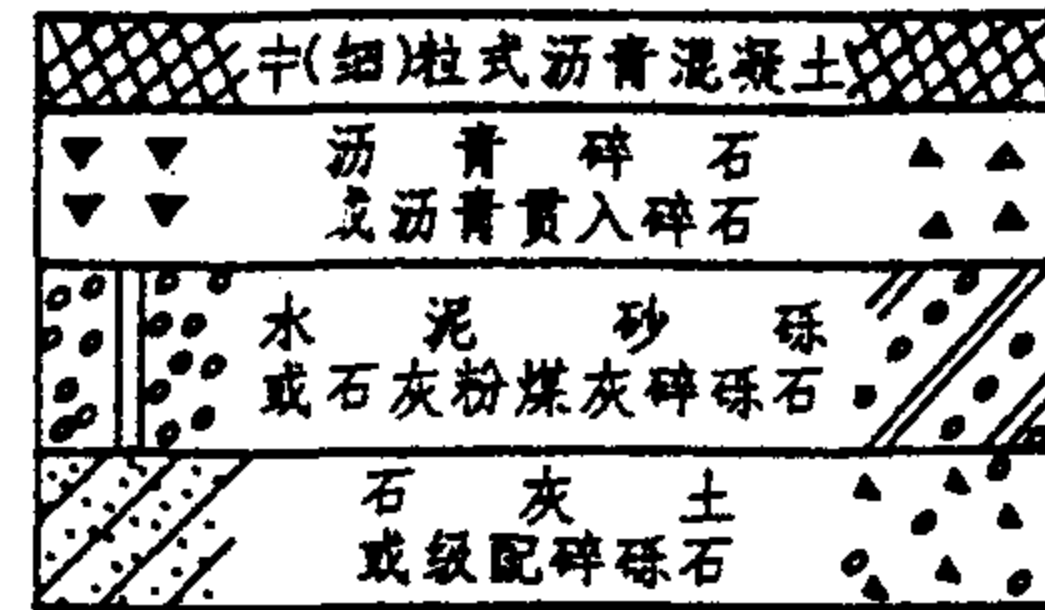 中(细)粒式沥青混凝土
沥青碎石
或沥青贯入碎石
水泥砂砾
或石灰粉煤灰碎砾石
石灰土
或级配碎砾石